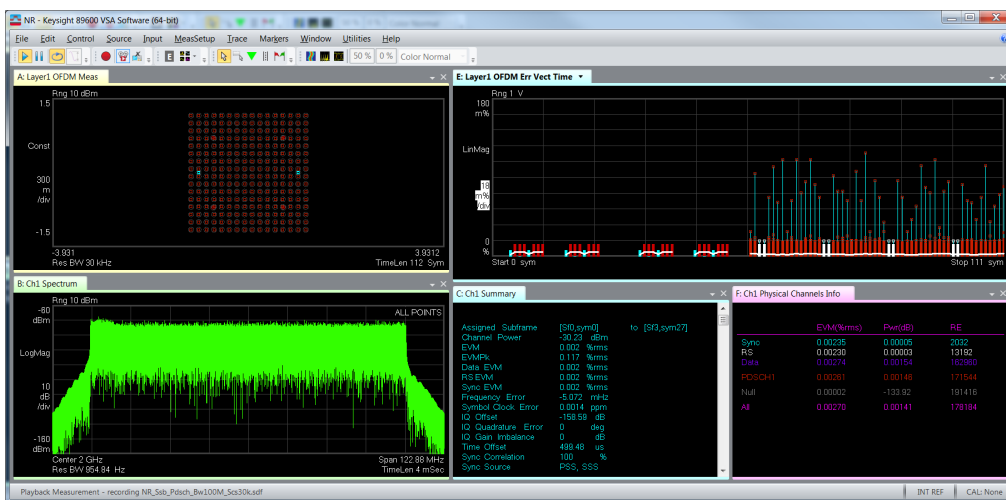 NR - Keysight 89600 VSA Software (64-bit)
File Edit Control Source Input MeasSetup Trace Markers Window Utilities Help
50 % 0 % Color Normal
A: Layer1 OFDM Meas
Rng 10 dBm
1.5
Const
300
m
/div
-1.5
-3.931 3.9312
Res BW 30 kHz TimeLen 112 Sym
E: Layer1 OFDM Err Vect Time
Rng 1 V
180
m%
LinMag
18
m%
/div
0
%
Start 0 sym Stop 111 sym
B: Ch1 Spectrum
Rng 10 dBm
ALL POINTS
-60
dBm
LogMag
10
dB
/div
-160
dBm
Center 2 GHz Span 122.88 MHz
Res BW 954.84 Hz TimeLen 4 mSec
C: Ch1 Summary
Assigned Subframe [Sf0,sym0] to [Sf3,sym27]
Channel Power -30.23 dBm
EVM 0.002 %rms
EVMPk 0.117 %rms
Data EVM 0.002 %rms
RS EVM 0.002 %rms
Sync EVM 0.002 %rms
Frequency Error -5.072 mHz
Symbol Clock Error 0.0014 ppm
IQ Offset -158.59 dB
IQ Quadrature Error 0 deg
IQ Gain Imbalance 0 dB
Time Offset 499.48 us
Sync Correlation 100 %
Sync Source PSS, SSS
F: Ch1 Physical Channels Info
EVM(%rms) Pwr(dB) RE
Sync 0.00235 0.00005 2032
RS 0.00230 0.00003 13192
Data 0.00274 0.00154 162960
PDSCH1 0.00281 0.00146 171544
Null 0.00002 -133.92 191416
All 0.00270 0.00141 178184
Playback Measurement - recording NR_Ssb_Pdsch_Bw100M_Scs30k.sdf
INT REF CAL: None